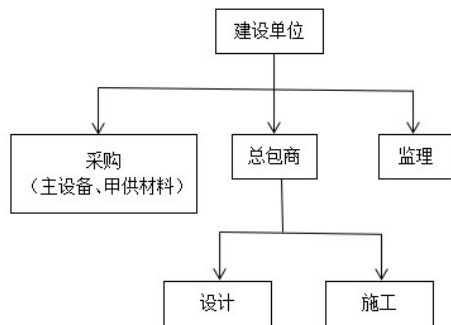 建设单位
采购
（主设备、甲供材料）
总包商
监理
设计
施工